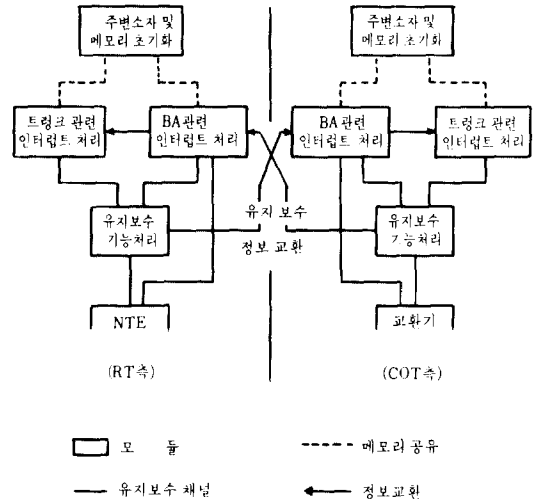 주변소자 및
메모리 초기화
주변소자 및
메모리 초기화
트렁크 관련
인터럽트 처리
BA관련
인터럽트 처리
BA관련
인터럽트 처리
트렁크 관련
인터럽트 처리
유지보수
기능처리
유지 보수
정보 교환
유지보수
기능처리
NTE
교환기
(RT측)
(COT측)
모 듈
메모리 공유
유지보수 채널
정보교환